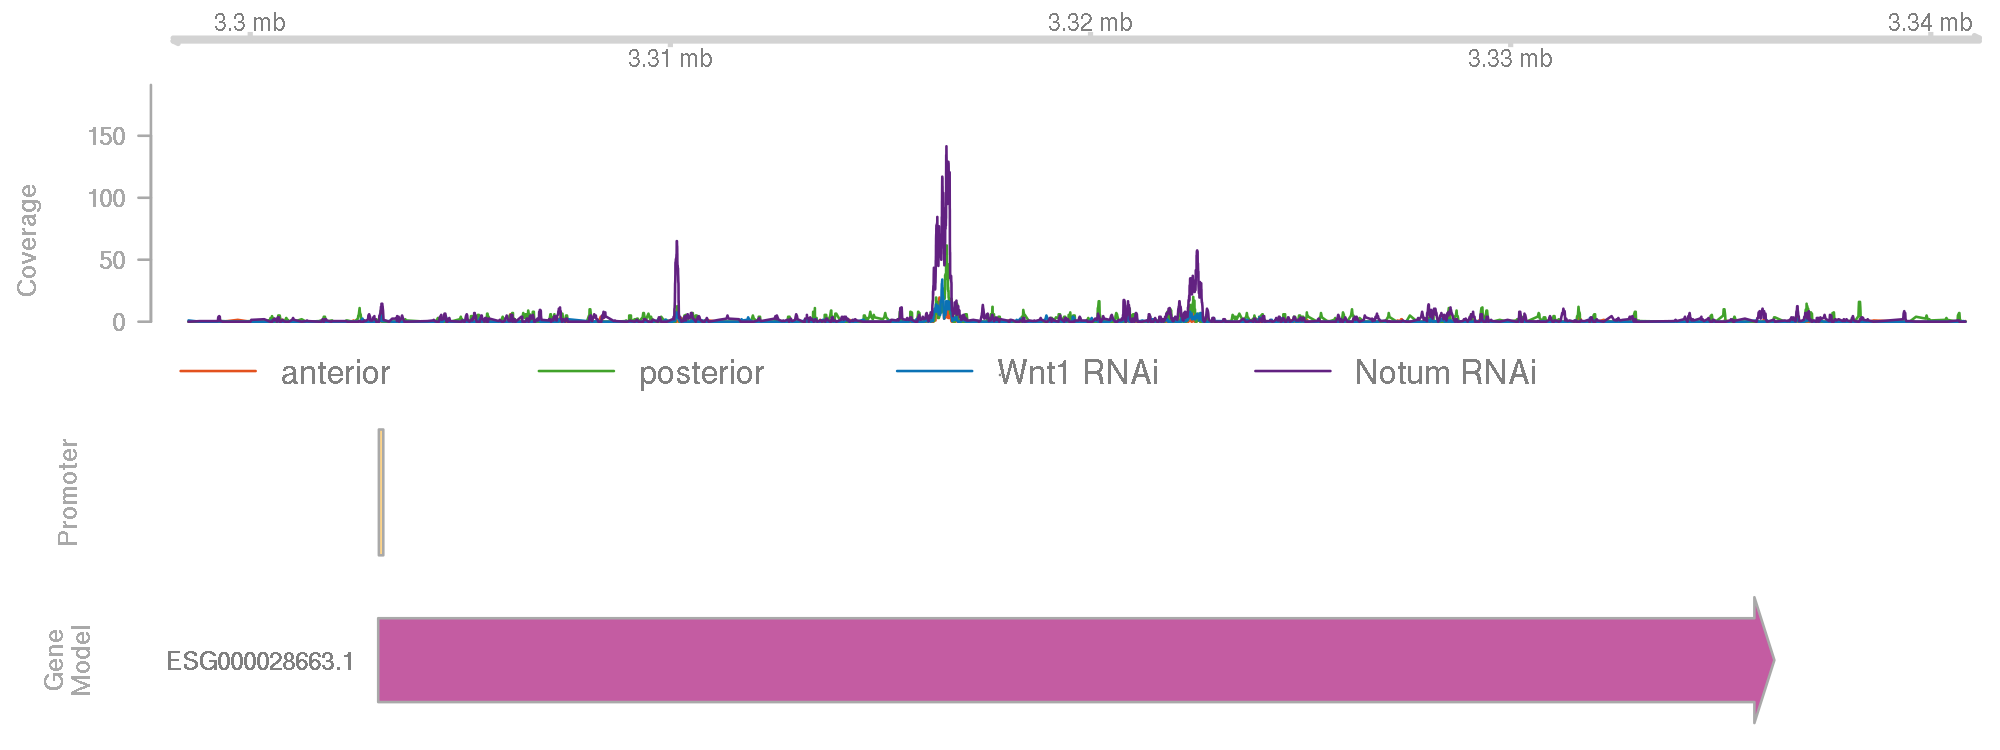 3.3 mb
3.32 mb
3.34 mb
3.31 mb
3.33 mb
Coverage
150
100
50
0
anterior
posterior
Wnt1 RNAi
Notum RNAi
Promoter
Gene
Model
ESG000028663.1